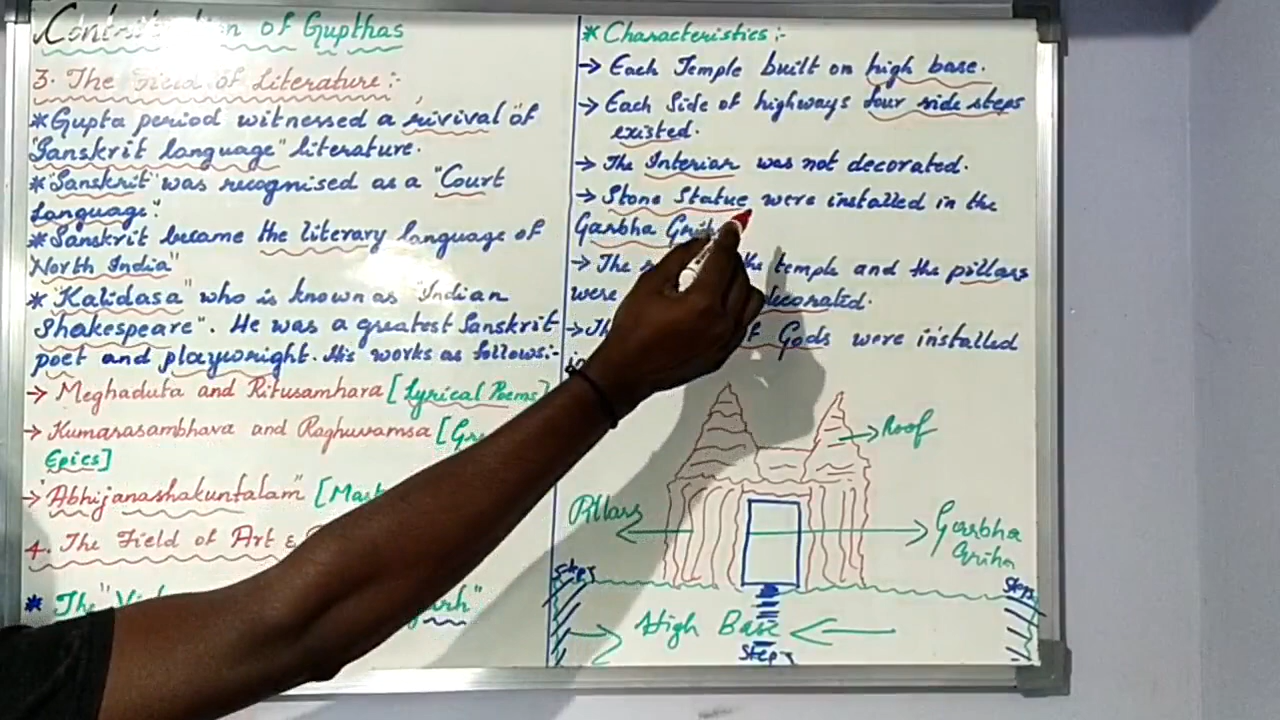 Contri on of Gupthas
3. The Field of Literature:-
*Gupta period witnessed a rivival of
"Sanskrit language" literature.
*"Sanskrit" was recognised as a "Court
Language".
*Sanskrit became the literary language of
North India"
*"Kalidasa" who is known as "Indian
Shakespeare". He was a greatest Sanskrit
poet and playwright. His works as follows:-
→ Meghaduta and Ritusamhara [Lyrical Poems]
→ Kumarasambhava and Raghuvamsa [
Epics]
→ "Abhijanashakuntalam" [
4. The Field of Art &
* The "
* Characteristics:-
→ Each Temple built on high base.
→ Each Side of highways four side steps
existed.
→ The Interiar was not decorated.
→ Stone Statue were installed in the
Garbha
→ The temple and the pillars
were decorated.
→ of Gods were installed
Roof
Pillars
Garbha
Griha
Steps
Steps
High Base
Steps